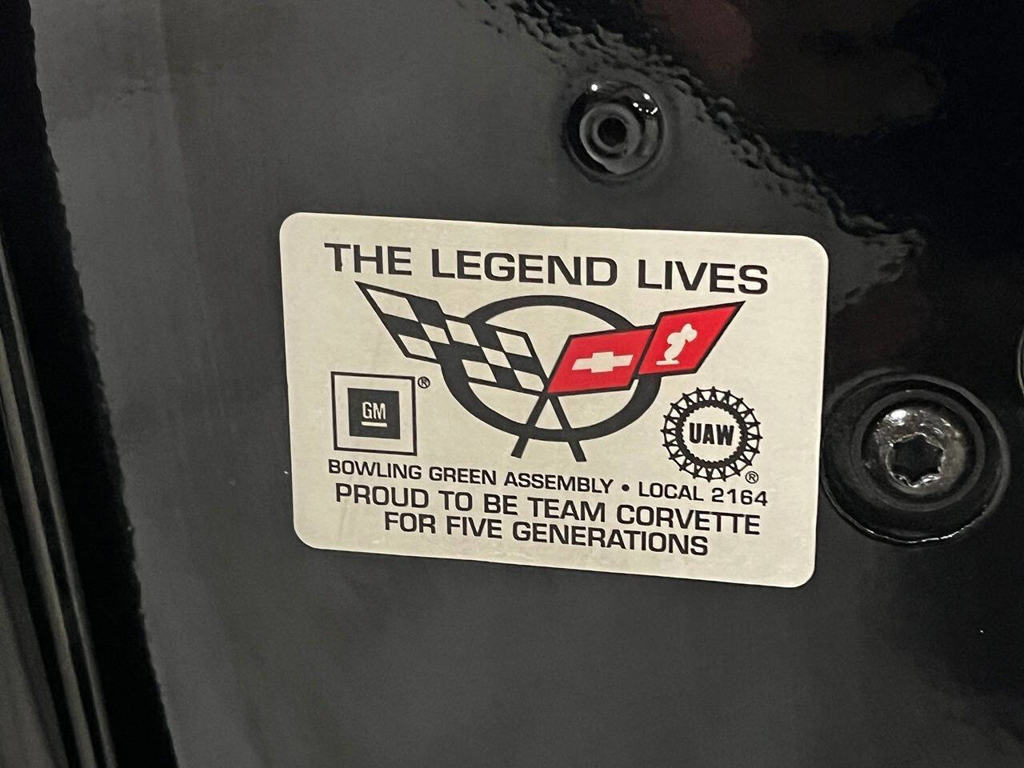 THE LEGEND LIVES
GM ®
UAW ®
BOWLING GREEN ASSEMBLY • LOCAL 2164
PROUD TO BE TEAM CORVETTE
FOR FIVE GENERATIONS